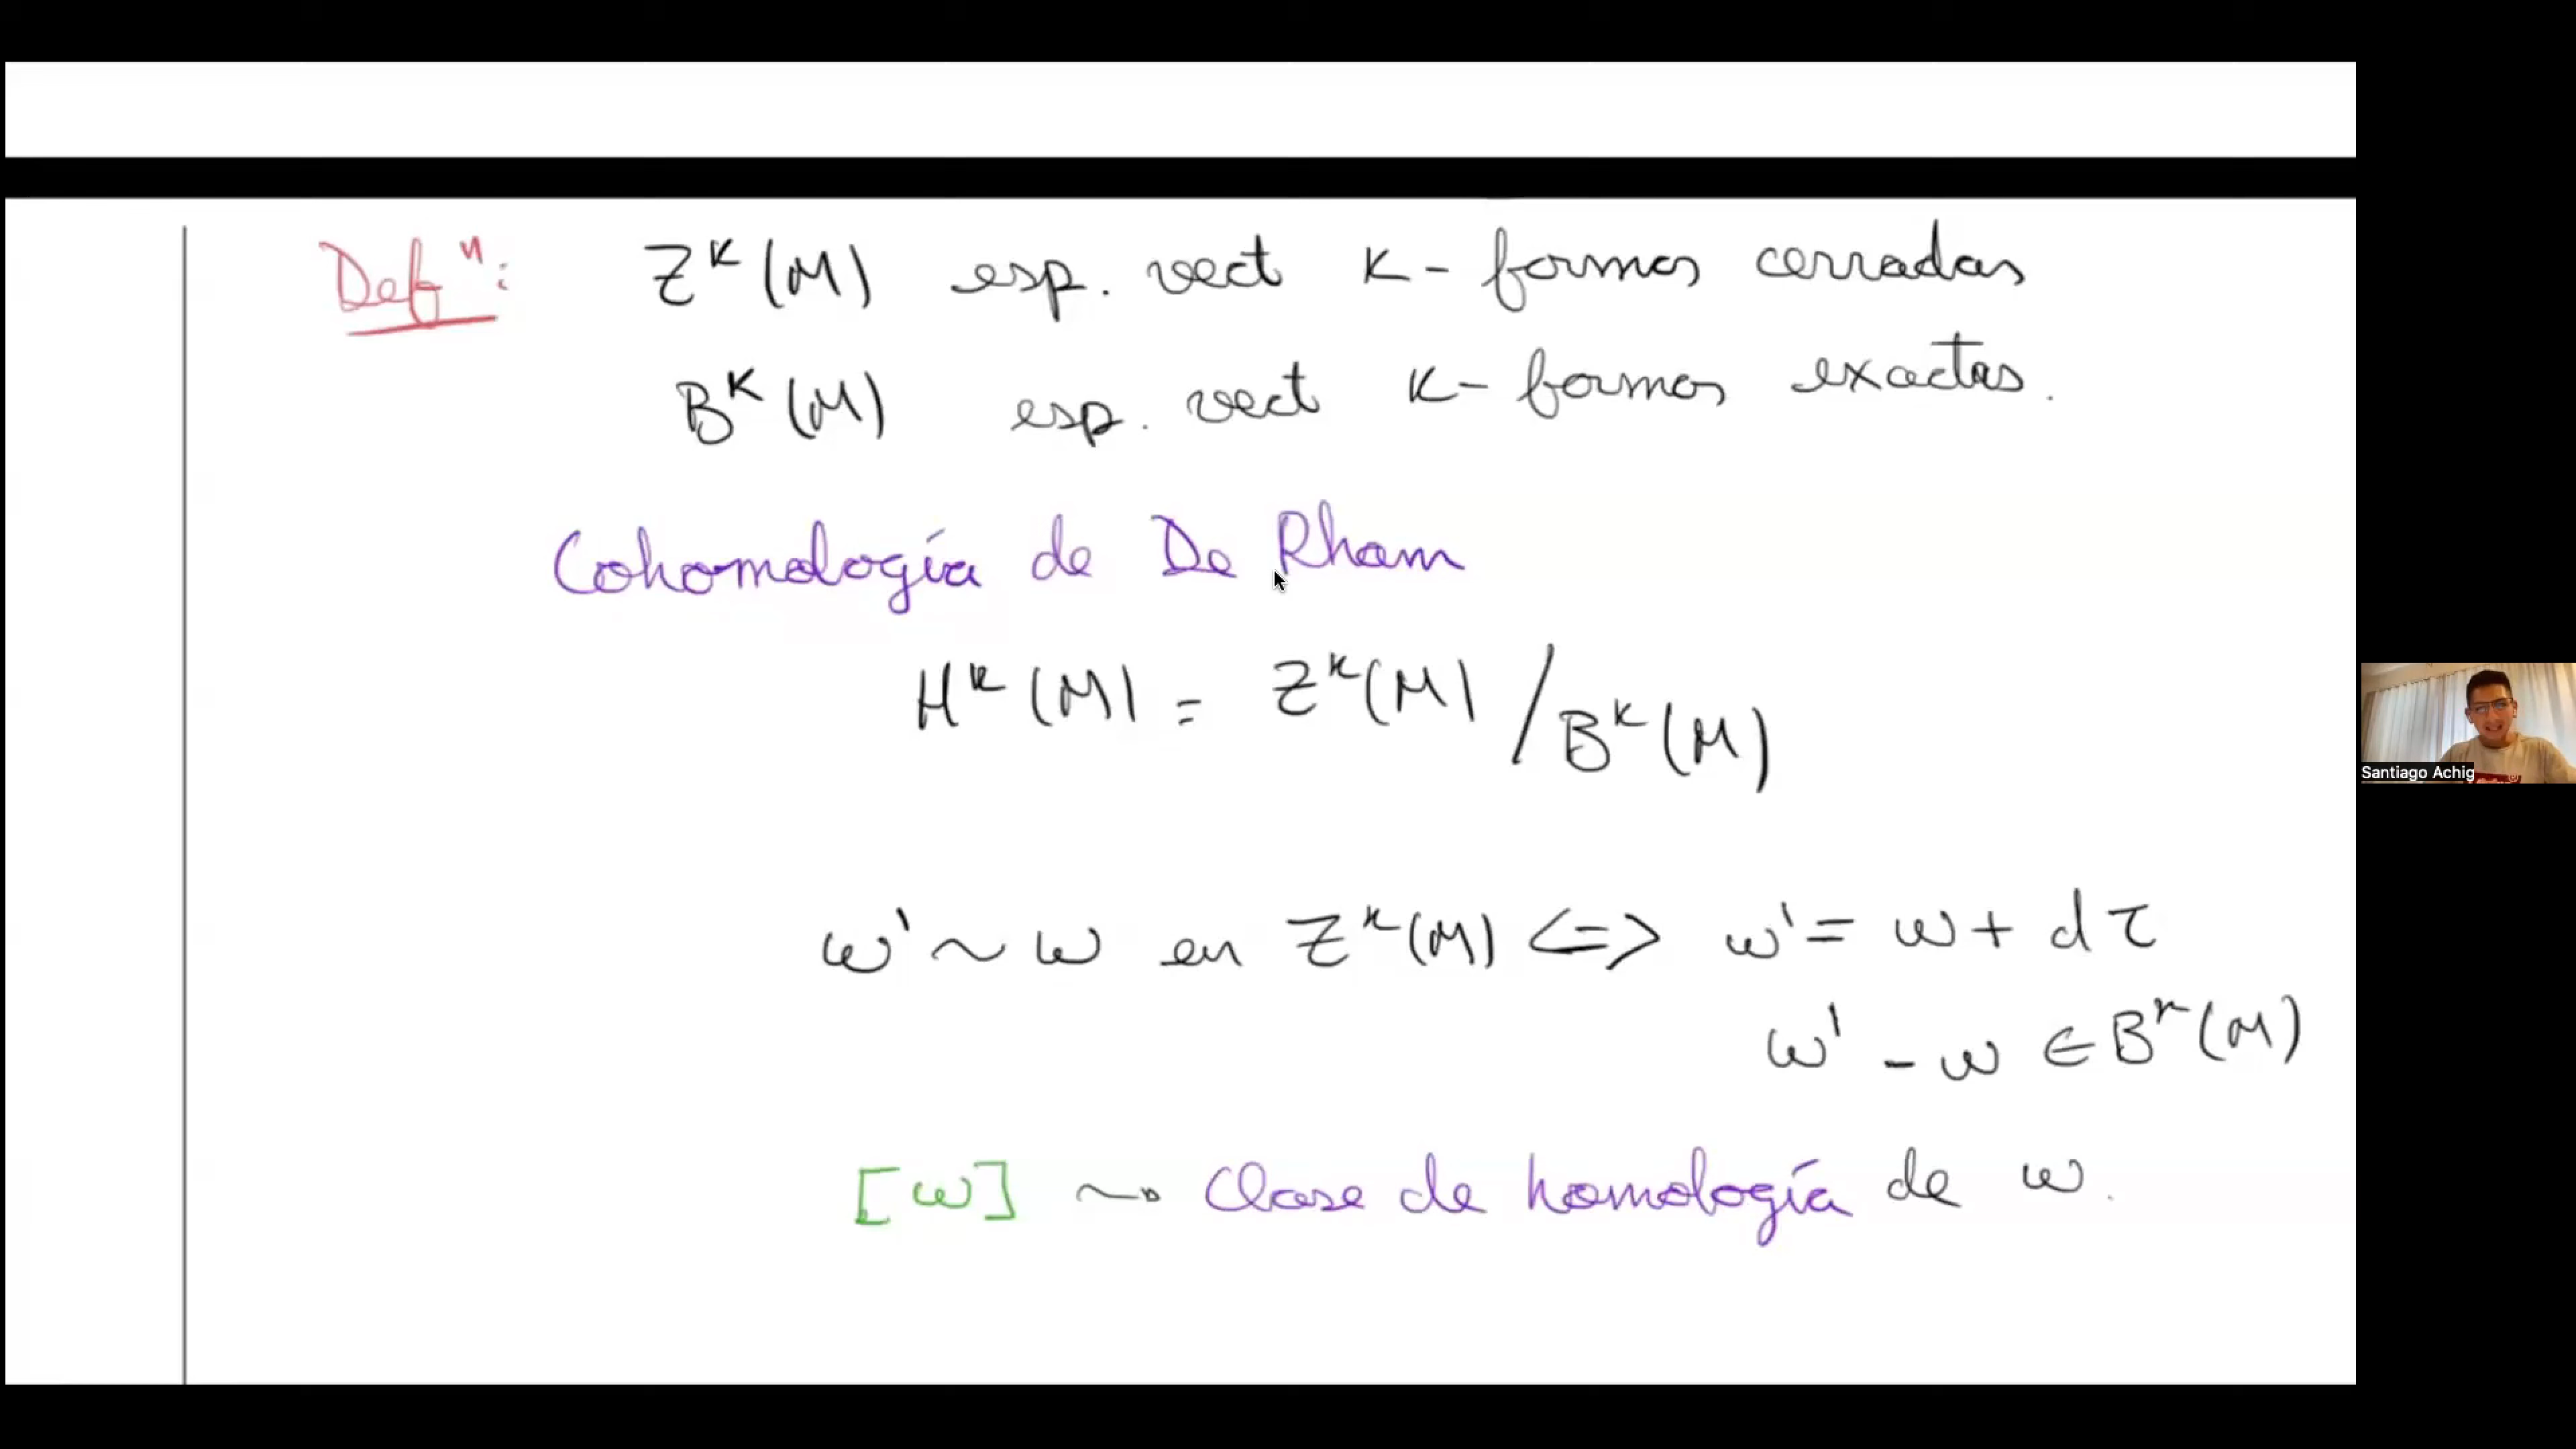 Defⁿ: Zᴷ(M) esp. vect K-formas cerradas
Bᴷ(M) esp. vect K-formas exactas.
Cohomología de De Rham
Hᴷ(M) = Zᴷ(M) / Bᴷ(M)
ω' ~ ω en Zᴷ(M) <=> ω' = ω + dτ
ω' - ω ∈ Bᴷ(M)
[ω] ⇝ Clase de homología de ω.
Santiago Achig